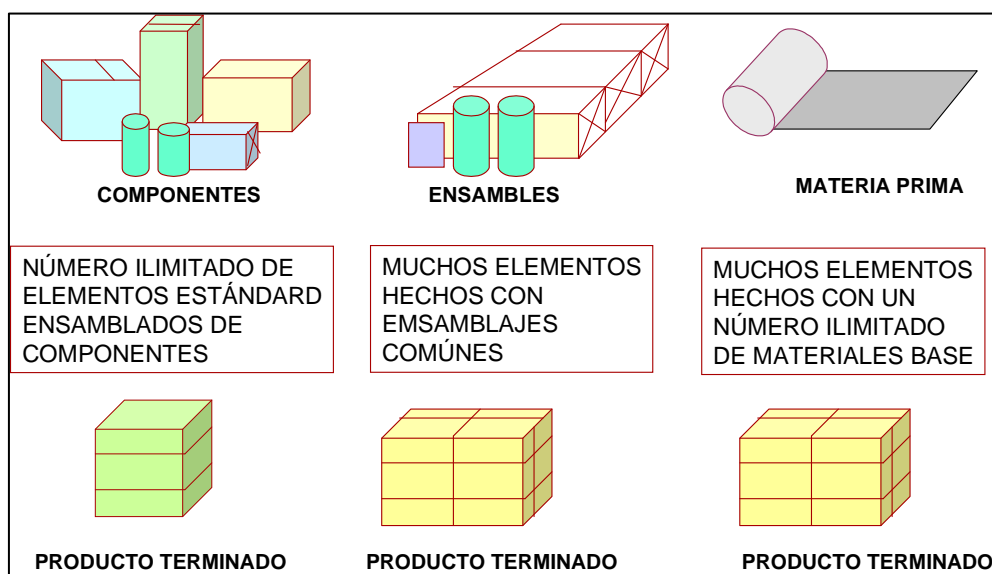 COMPONENTES
ENSAMBLES
MATERIA PRIMA
NÚMERO ILIMITADO DE
ELEMENTOS ESTÁNDARD
ENSAMBLADOS DE
COMPONENTES
MUCHOS ELEMENTOS
HECHOS CON
EMSAMBLAJES
COMÚNES
MUCHOS ELEMENTOS
HECHOS CON UN
NÚMERO ILIMITADO
DE MATERIALES BASE
PRODUCTO TERMINADO
PRODUCTO TERMINADO
PRODUCTO TERMINADO